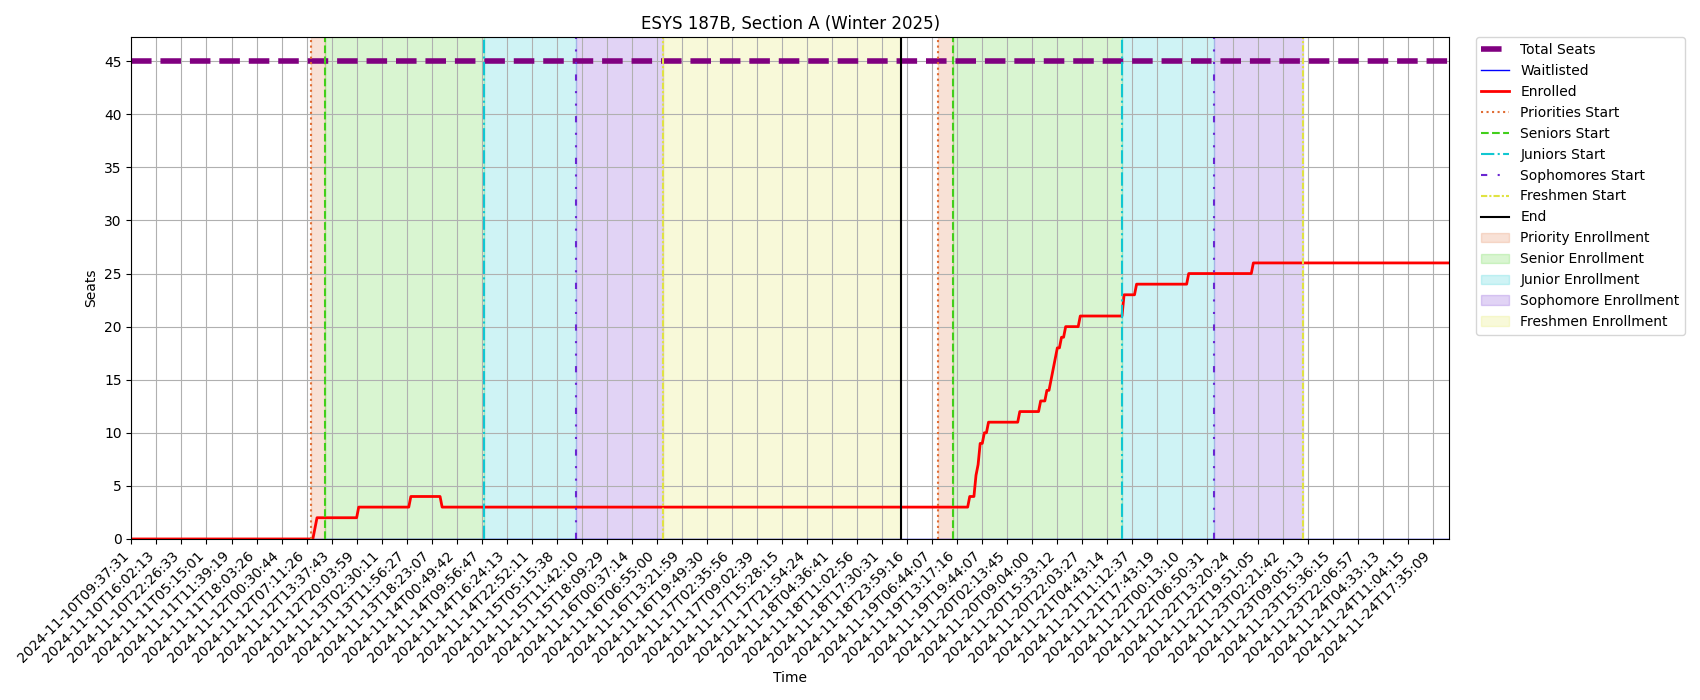 ESYS 187B, Section A (Winter 2025)
Seats
45
40
35
30
25
20
15
10
5
0
2024-11-10T09:37:31
2024-11-10T16:02:13
2024-11-10T22:26:33
2024-11-11T05:15:01
2024-11-11T11:39:19
2024-11-11T18:03:26
2024-11-12T00:30:44
2024-11-12T07:11:26
2024-11-12T13:37:43
2024-11-12T20:03:59
2024-11-13T02:30:11
2024-11-13T11:56:27
2024-11-13T18:23:07
2024-11-14T00:49:42
2024-11-14T09:56:47
2024-11-14T16:24:13
2024-11-14T22:52:11
2024-11-15T05:15:38
2024-11-15T11:42:10
2024-11-15T18:09:29
2024-11-16T00:37:14
2024-11-16T06:55:00
2024-11-16T13:21:59
2024-11-16T19:49:30
2024-11-17T02:35:56
2024-11-17T09:02:39
2024-11-17T15:28:15
2024-11-17T21:54:24
2024-11-18T04:36:41
2024-11-18T11:02:56
2024-11-18T17:30:31
2024-11-18T23:59:16
2024-11-19T06:44:07
2024-11-19T13:17:16
2024-11-19T19:44:07
2024-11-20T02:13:45
2024-11-20T09:04:00
2024-11-20T15:33:12
2024-11-20T22:03:27
2024-11-21T04:43:14
2024-11-21T11:12:37
2024-11-21T17:43:19
2024-11-22T00:13:10
2024-11-22T06:50:31
2024-11-22T13:20:24
2024-11-22T19:51:05
2024-11-23T02:21:42
2024-11-23T09:05:13
2024-11-23T15:36:15
2024-11-23T22:06:57
2024-11-24T04:33:13
2024-11-24T11:04:15
2024-11-24T17:35:09
Time
Total Seats
Waitlisted
Enrolled
Priorities Start
Seniors Start
Juniors Start
Sophomores Start
Freshmen Start
End
Priority Enrollment
Senior Enrollment
Junior Enrollment
Sophomore Enrollment
Freshmen Enrollment